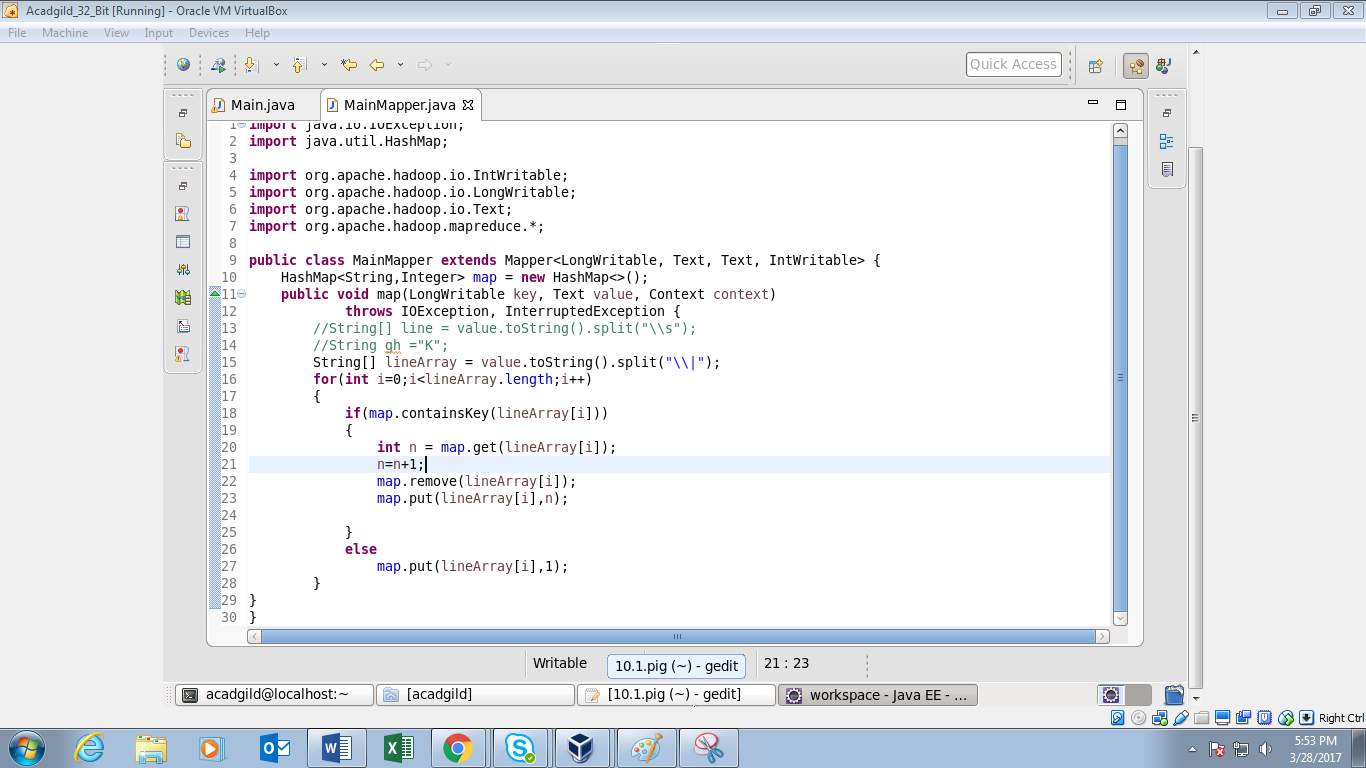 Acadgild_32_Bit [Running] - Oracle VM VirtualBox
File Machine View Input Devices Help
Quick Access
Main.java MainMapper.java
1 import java.io.IOException;
2 import java.util.HashMap;
3
4 import org.apache.hadoop.io.IntWritable;
5 import org.apache.hadoop.io.LongWritable;
6 import org.apache.hadoop.io.Text;
7 import org.apache.hadoop.mapreduce.*;
8
9 public class MainMapper extends Mapper<LongWritable, Text, Text, IntWritable> {
10 HashMap<String,Integer> map = new HashMap<>();
11 public void map(LongWritable key, Text value, Context context)
12 throws IOException, InterruptedException {
13 //String[] line = value.toString().split("\\s");
14 //String gh ="K";
15 String[] lineArray = value.toString().split("\\|");
16 for(int i=0;i<lineArray.length;i++)
17 {
18 if(map.containsKey(lineArray[i]))
19 {
20 int n = map.get(lineArray[i]);
21 n=n+1;
22 map.remove(lineArray[i]);
23 map.put(lineArray[i],n);
24
25 }
26 else
27 map.put(lineArray[i],1);
28 }
29 }
30 }
Writable 10.1.pig (~) - gedit 21 : 23
acadgild@localhost:~ [acadgild] [10.1.pig (~) - gedit] workspace - Java EE - ...
Right Ctrl
5:53 PM
3/28/2017